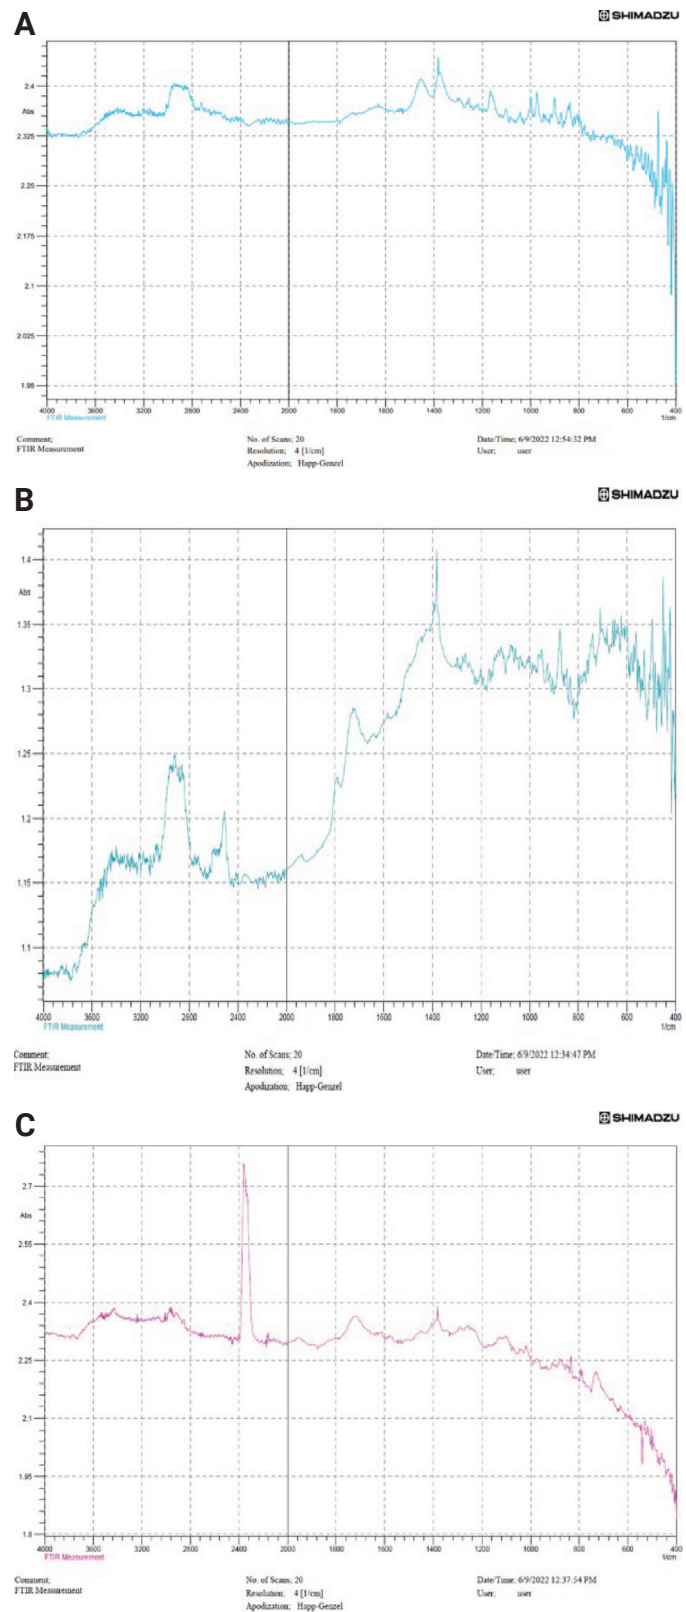 A
SHIMADZU
2.4
Abs
2.325
2.25
2.175
2.1
2.025
1.95
4000 3600 3200 2800 2400 2000 1800 1600 1400 1200 1000 800 600 400
FTIR Measurement 1/cm
Comment; No. of Scans; 20 Date/Time; 6/9/2022 12:54:32 PM
FTIR Measurement Resolution; 4 [1/cm] User; user
Apodization; Happ-Genzel
B
SHIMADZU
1.4
Abs
1.35
1.3
1.25
1.2
1.15
1.1
4000 3600 3200 2800 2400 2000 1800 1600 1400 1200 1000 800 600 400
FTIR Measurement 1/cm
Comment; No. of Scans; 20 Date/Time; 6/9/2022 12:34:47 PM
FTIR Measurement Resolution; 4 [1/cm] User; user
Apodization; Happ-Genzel
C
SHIMADZU
2.7
Abs
2.55
2.4
2.25
2.1
1.95
1.8
4000 3600 3200 2800 2400 2000 1800 1600 1400 1200 1000 800 600 400
FTIR Measurement 1/cm
Comment; No. of Scans; 20 Date/Time; 6/9/2022 12:37:54 PM
FTIR Measurement Resolution; 4 [1/cm] User; user
Apodization; Happ-Genzel